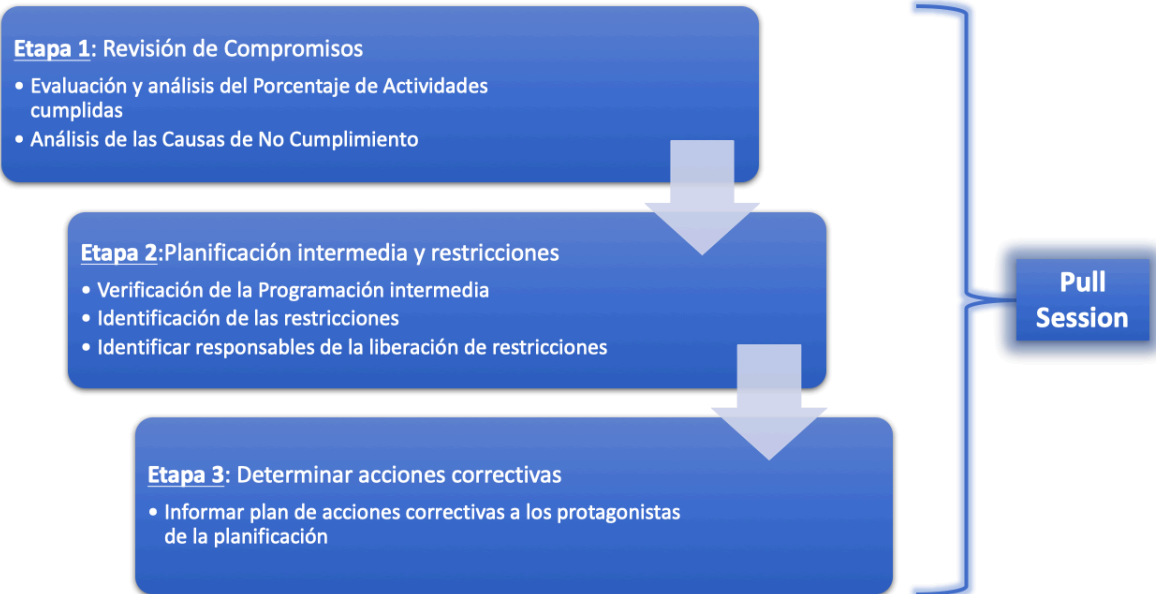 Etapa 1: Revisión de Compromisos
• Evaluación y análisis del Porcentaje de Actividades
cumplidas
• Análisis de las Causas de No Cumplimiento
Etapa 2:Planificación intermedia y restricciones
• Verificación de la Programación intermedia
• Identificación de las restricciones
• Identificar responsables de la liberación de restricciones
Etapa 3: Determinar acciones correctivas
• Informar plan de acciones correctivas a los protagonistas
de la planificación
Pull
Session